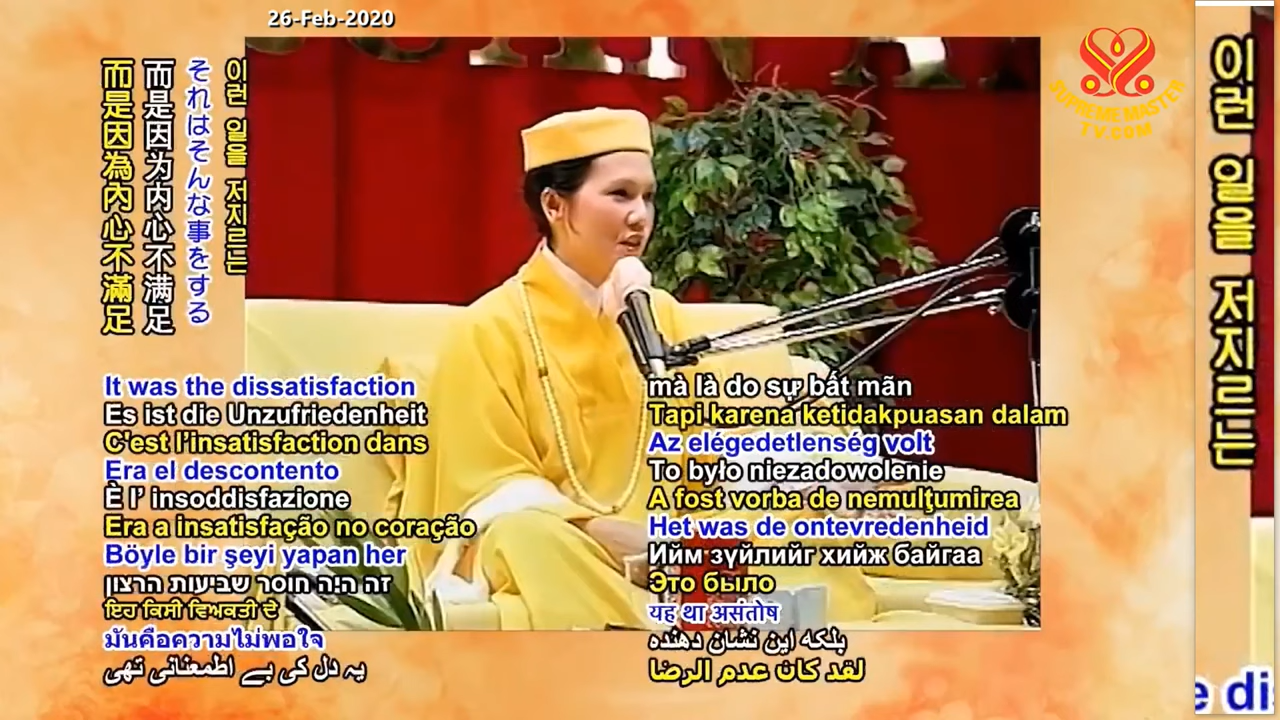 26-Feb-2020
SUPREME MASTER
TV.COM
이런 일을 저지르는
それはそんな事をする
而是因为内心不满足
而是因為內心不滿足
It was the dissatisfaction
Es ist die Unzufriedenheit
C'est l'insatisfaction dans
Era el descontento
È l' insoddisfazione
Era a insatisfação no coração
Böyle bir şeyi yapan her
זה היה חוסר שביעות הרצון
ਇਹ ਕਿਸੀ ਵਿਅਕਤੀ ਦੇ
มันคือความไม่พอใจ
یہ دل کی بے اطمعنانی تھی
mà là do sự bất mãn
Tapi karena ketidakpuasan dalam
Az elégedetlenség volt
To było niezadowolenie
A fost vorba de nemulţumirea
Het was de ontevredenheid
Ийм зүйлийг хийж байгаа
Это было
यह था असंतोष
بلکه این نشان دهنده
لقد كان عدم الرضا
이런 일을 저지르는
e dis